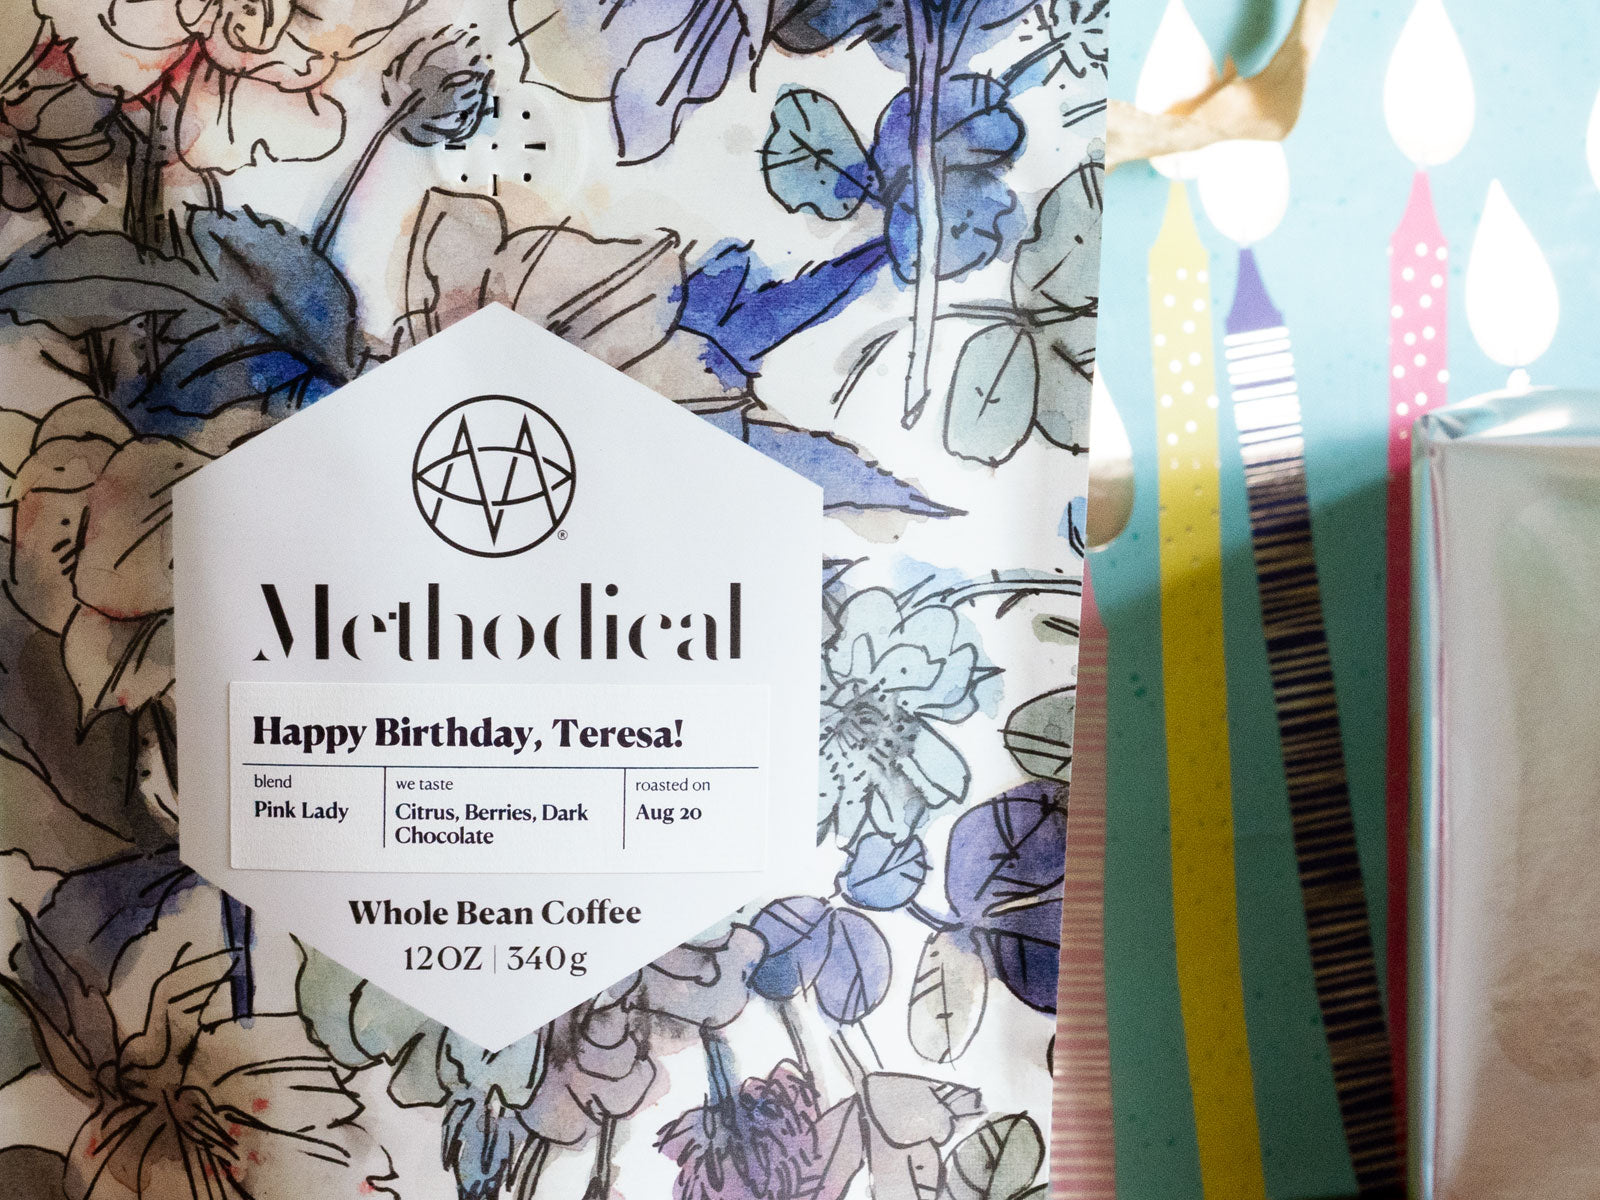 ®
Methodical
Happy Birthday, Teresa!
blend
Pink Lady
we taste
Citrus, Berries, Dark
Chocolate
roasted on
Aug 20
Whole Bean Coffee
12OZ | 340g